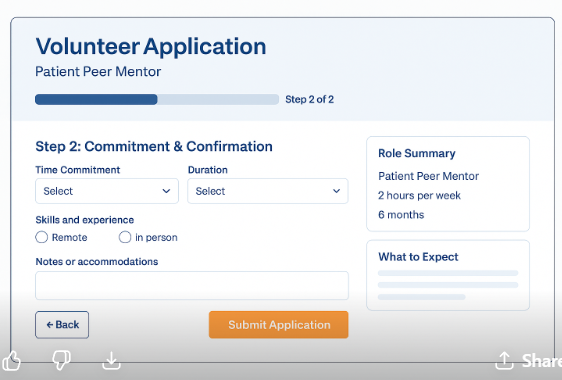 Volunteer Application
Patient Peer Mentor
Step 2 of 2
Step 2: Commitment & Confirmation
Time Commitment
Duration
Select
Select
Skills and experience
Remote
in person
Notes or accommodations
← Back
Submit Application
Role Summary
Patient Peer Mentor
2 hours per week
6 months
What to Expect
Share